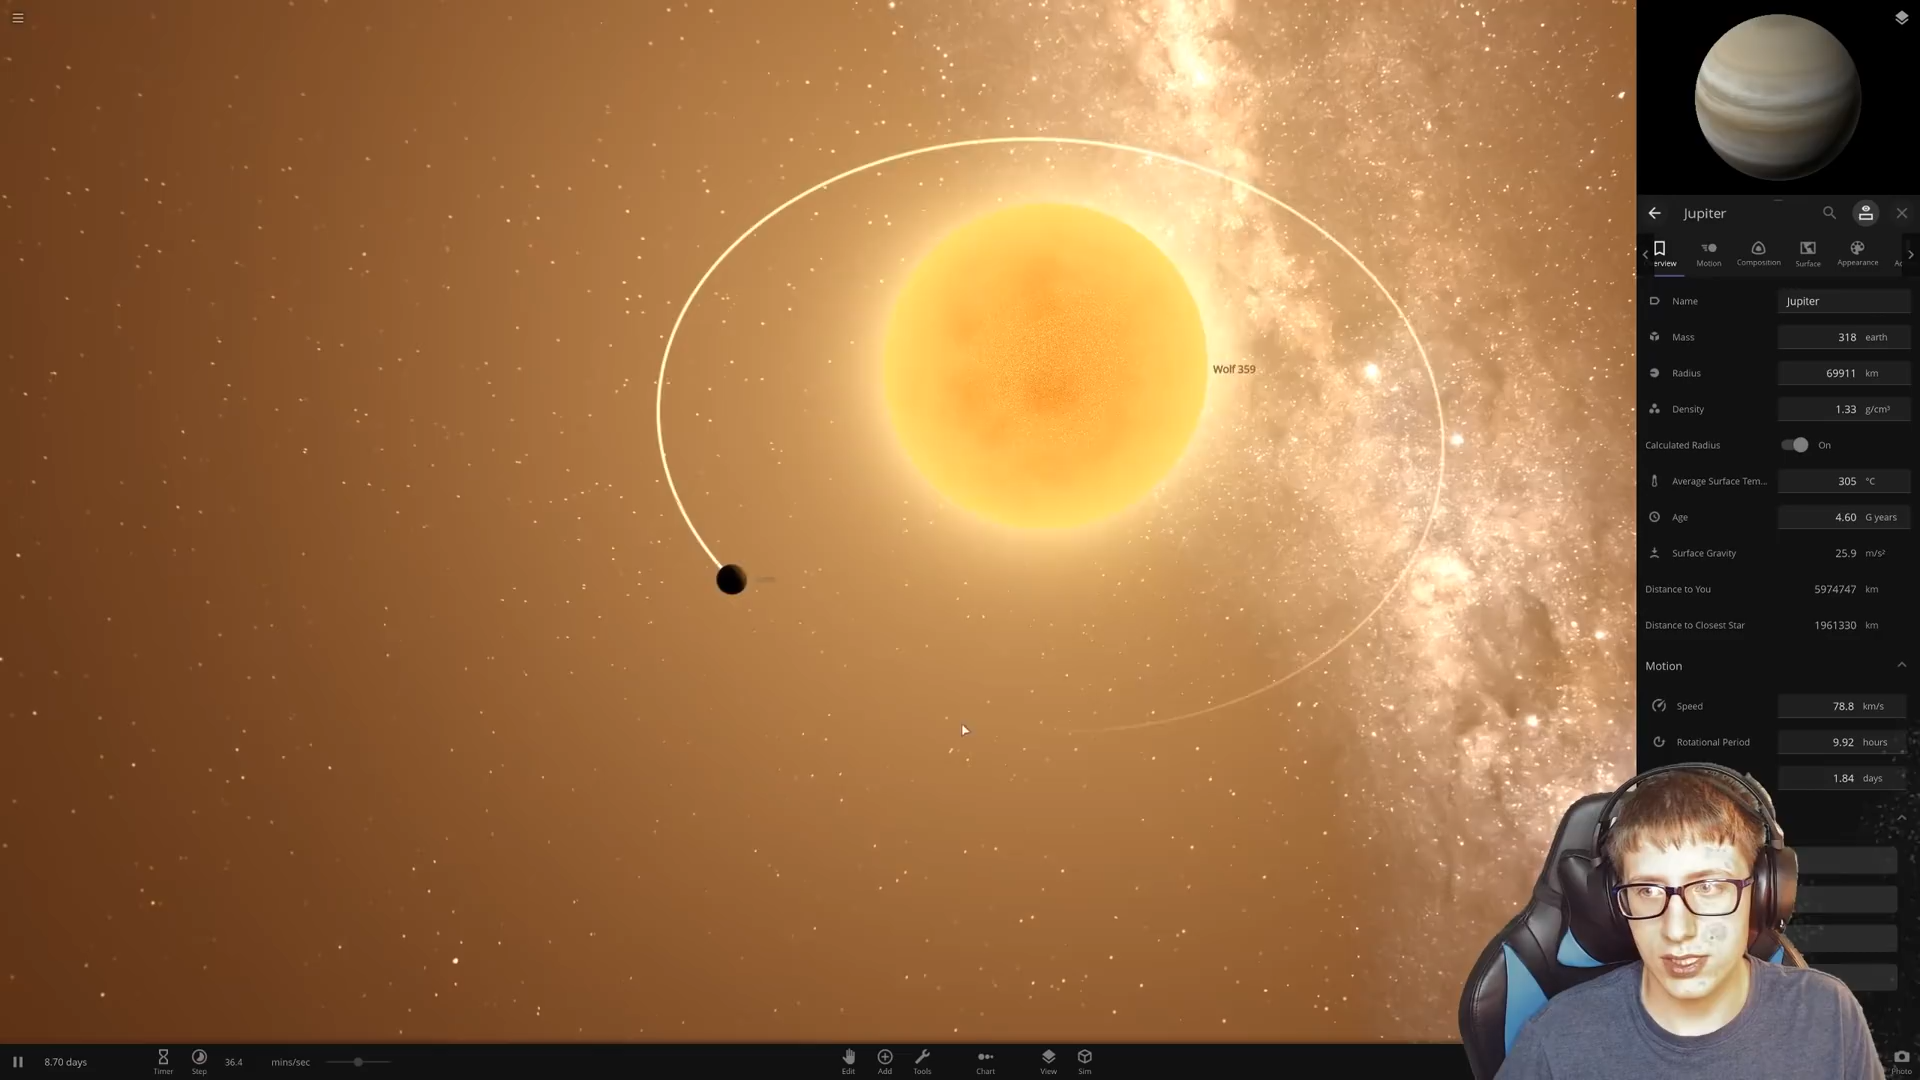 Jupiter
erview
Motion
Composition
Surface
Appearance
Name Jupiter
Mass 318 earth
Radius 69911 km
Density 1.33 g/cm³
Calculated Radius On
Average Surface Tem... 305 °C
Age 4.60 G years
Surface Gravity 25.9 m/s²
Distance to You 5974747 km
Distance to Closest Star 1961330 km
Motion
Speed 78.8 km/s
Rotational Period 9.92 hours
1.84 days
Wolf 359
8.70 days
Timer
Step
36.4 mins/sec
Edit
Add
Tools
Chart
View
Sim
Photo